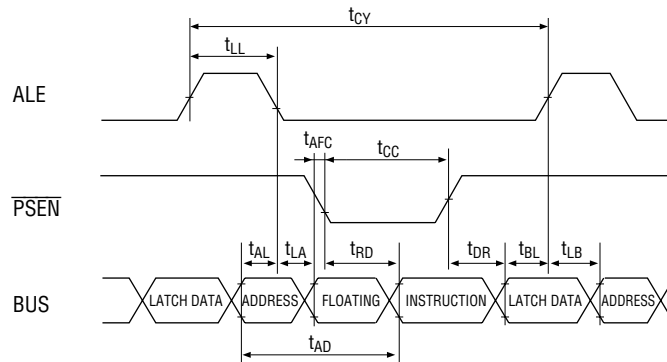 tCY
tLL
ALE
tAFC
tCC
PSEN
tAL tLA tRD tDR tBL tLB
BUS LATCH DATA ADDRESS FLOATING INSTRUCTION LATCH DATA ADDRESS
tAD